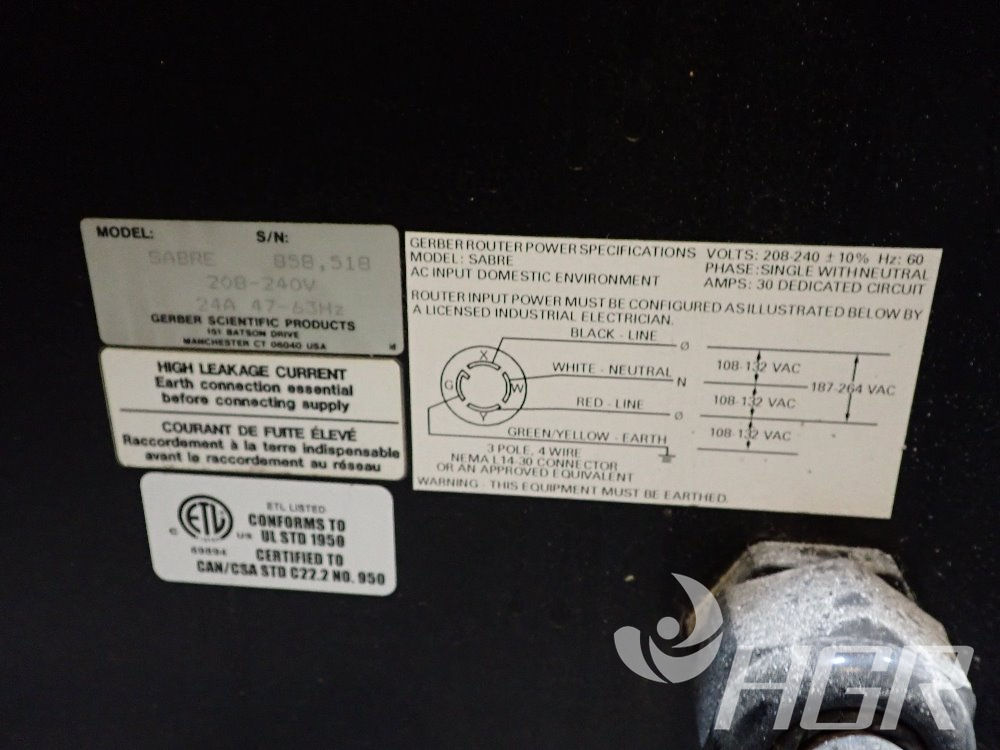 MODEL: S/N:
SABRE 858,518
208-240V
24A 47-63Hz
GERBER SCIENTIFIC PRODUCTS
151 BATSON DRIVE
MANCHESTER CT 06040 USA
HIGH LEAKAGE CURRENT
Earth connection essential
before connecting supply
COURANT DE FUITE ÉLEVÉ
Raccordement à la terre indispensable
avant le raccordement au réseau
ETL LISTED
CONFORMS TO
UL STD 1950
CERTIFIED TO
CAN/CSA STD C22.2 NO. 950
ETL
C US
69894
GERBER ROUTER POWER SPECIFICATIONS VOLTS: 208-240 ± 10% Hz: 60
MODEL: SABRE PHASE: SINGLE WITH NEUTRAL
AC INPUT DOMESTIC ENVIRONMENT AMPS: 30 DEDICATED CIRCUIT
ROUTER INPUT POWER MUST BE CONFIGURED AS ILLUSTRATED BELOW BY
A LICENSED INDUSTRIAL ELECTRICIAN.
BLACK - LINE Ø
X
WHITE - NEUTRAL N
G W
RED - LINE Ø
Y
GREEN/YELLOW - EARTH
108-132 VAC
187-264 VAC
108-132 VAC
108-132 VAC
3 POLE, 4 WIRE
NEMA L14-30 CONNECTOR
OR AN APPROVED EQUIVALENT
WARNING - THIS EQUIPMENT MUST BE EARTHED.
HGR